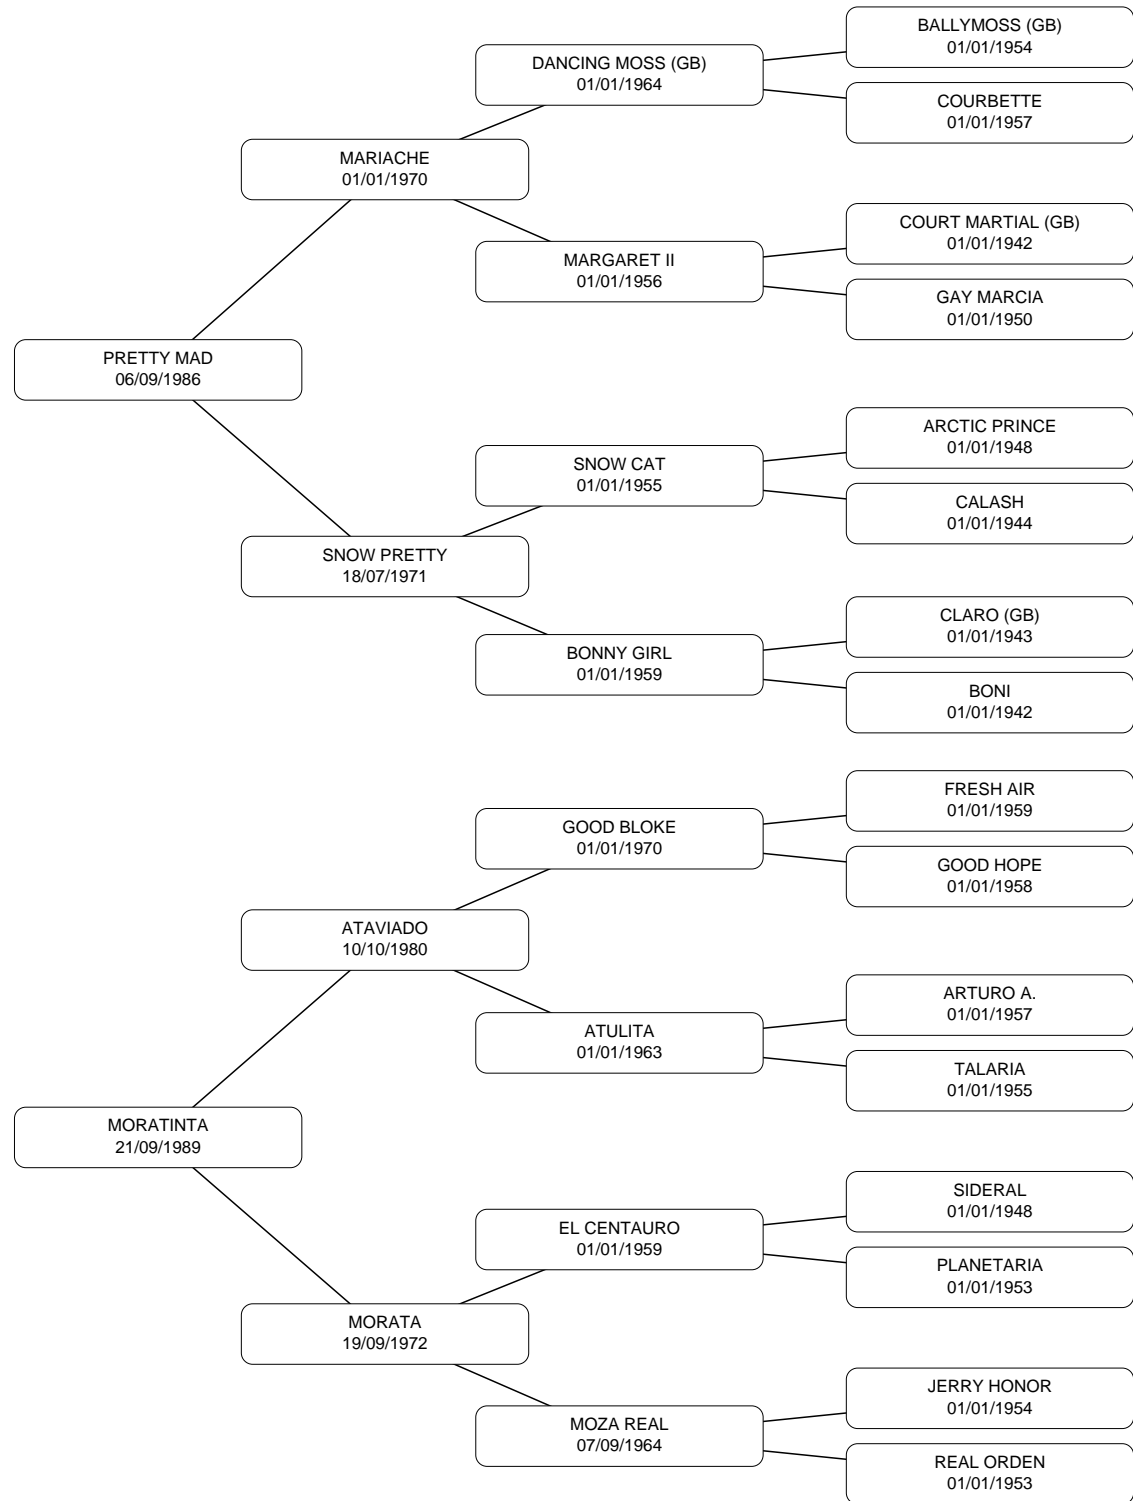 BALLYMOSS (GB)
01/01/1954
DANCING MOSS (GB)
01/01/1964
COURBETTE
01/01/1957
MARIACHE
01/01/1970
COURT MARTIAL (GB)
01/01/1942
MARGARET II
01/01/1956
GAY MARCIA
01/01/1950
PRETTY MAD
06/09/1986
ARCTIC PRINCE
01/01/1948
SNOW CAT
01/01/1955
CALASH
01/01/1944
SNOW PRETTY
18/07/1971
CLARO (GB)
01/01/1943
BONNY GIRL
01/01/1959
BONI
01/01/1942
FRESH AIR
01/01/1959
GOOD BLOKE
01/01/1970
GOOD HOPE
01/01/1958
ATAVIADO
10/10/1980
ARTURO A.
01/01/1957
ATULITA
01/01/1963
TALARIA
01/01/1955
MORATINTA
21/09/1989
SIDERAL
01/01/1948
EL CENTAURO
01/01/1959
PLANETARIA
01/01/1953
MORATA
19/09/1972
JERRY HONOR
01/01/1954
MOZA REAL
07/09/1964
REAL ORDEN
01/01/1953